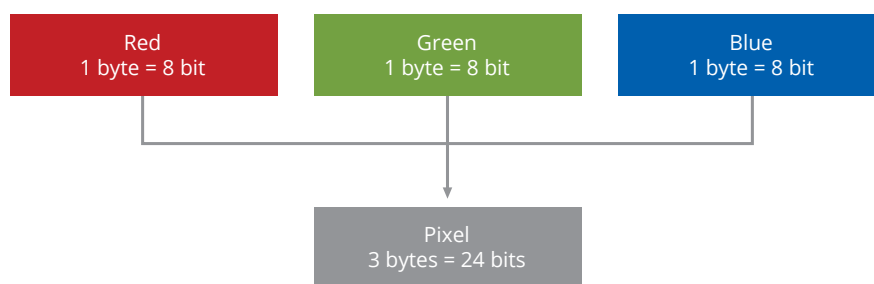 Red
1 byte = 8 bit
Green
1 byte = 8 bit
Blue
1 byte = 8 bit
Pixel
3 bytes = 24 bits